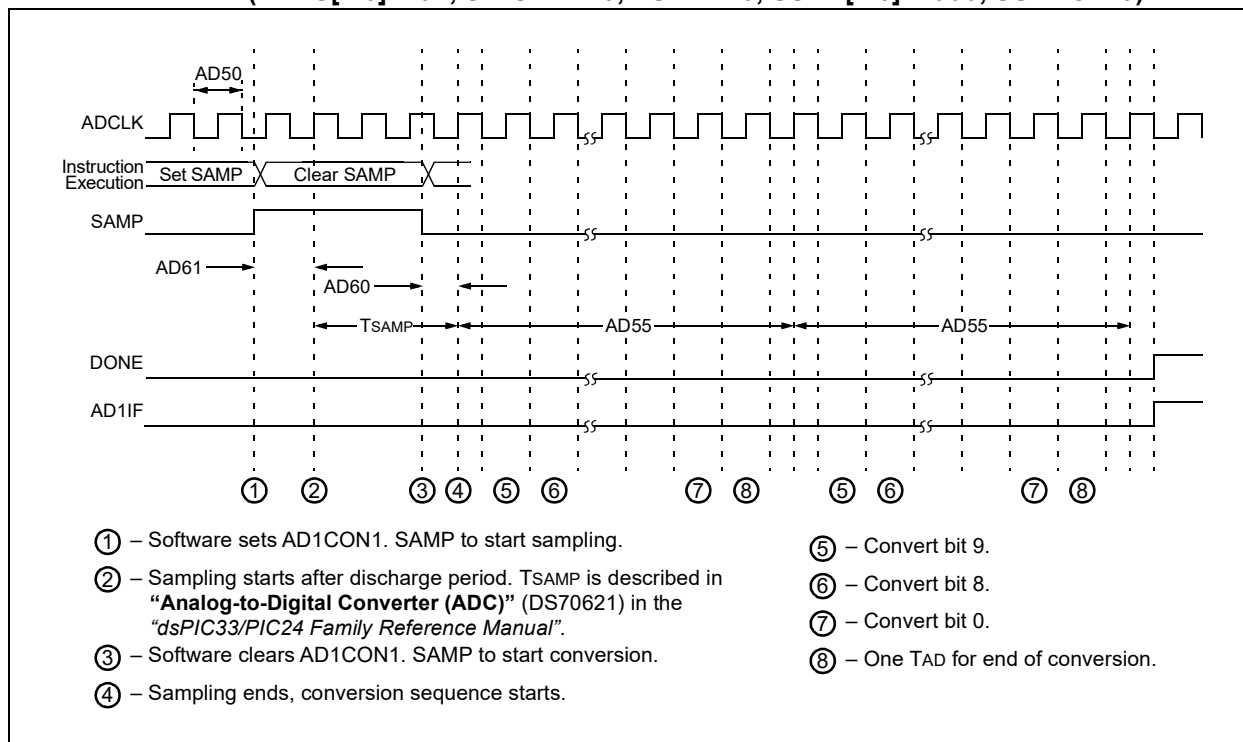 AD50
ADCLK
Instruction
Execution
Set SAMP
Clear SAMP
SAMP
AD61
AD60
TSAMP
AD55
AD55
DONE
AD1IF
1 2 3 4 5 6 7 8 5 6 7 8
1 – Software sets AD1CON1. SAMP to start sampling.
2 – Sampling starts after discharge period. TSAMP is described in
“Analog-to-Digital Converter (ADC)” (DS70621) in the
“dsPIC33/PIC24 Family Reference Manual”.
3 – Software clears AD1CON1. SAMP to start conversion.
4 – Sampling ends, conversion sequence starts.
5 – Convert bit 9.
6 – Convert bit 8.
7 – Convert bit 0.
8 – One TAD for end of conversion.